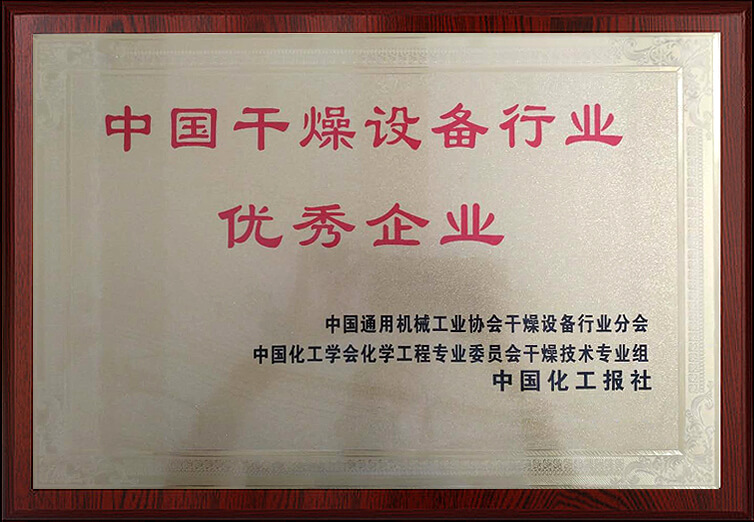 中国干燥设备行业
优秀企业
中国通用机械工业协会干燥设备行业分会
中国化工学会化学工程专业委员会干燥技术专业组
中国化工报社